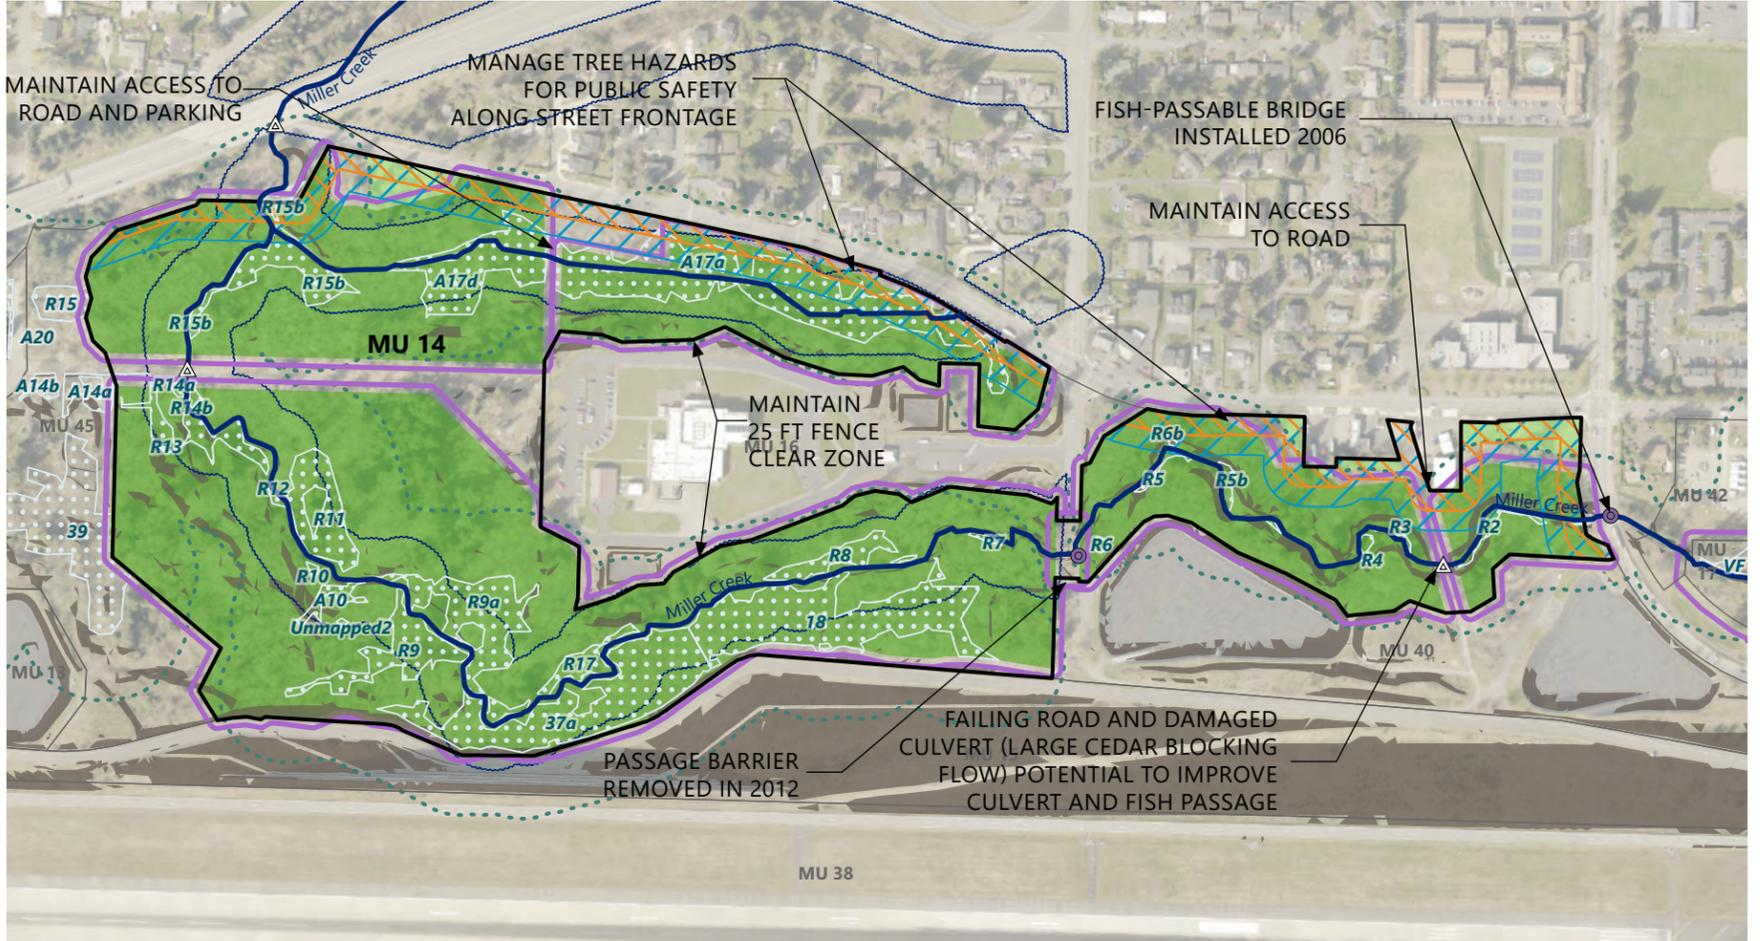 Miller Creek
MAINTAIN ACCESS TO
ROAD AND PARKING
MANAGE TREE HAZARDS
FOR PUBLIC SAFETY
ALONG STREET FRONTAGE
FISH-PASSABLE BRIDGE
INSTALLED 2006
MAINTAIN ACCESS
TO ROAD
R15b
A17a
R15b
A17d
R15
R15b
A20
MU 14
A14b
A14a
R14a
R14b
MU 45
R13
MAINTAIN
25 FT FENCE
CLEAR ZONE
MU 16
R6b
R5
R5b
R12
R11
39
R10
A10
Unmapped2
R9a
R9
R8
R7
R6
Miller Creek
18
R17
37a
R4
R3
R2
Miller Creek
MU 42
MU
VF
MU 13
MU 40
PASSAGE BARRIER
REMOVED IN 2012
FAILING ROAD AND DAMAGED
CULVERT (LARGE CEDAR BLOCKING
FLOW) POTENTIAL TO IMPROVE
CULVERT AND FISH PASSAGE
MU 38